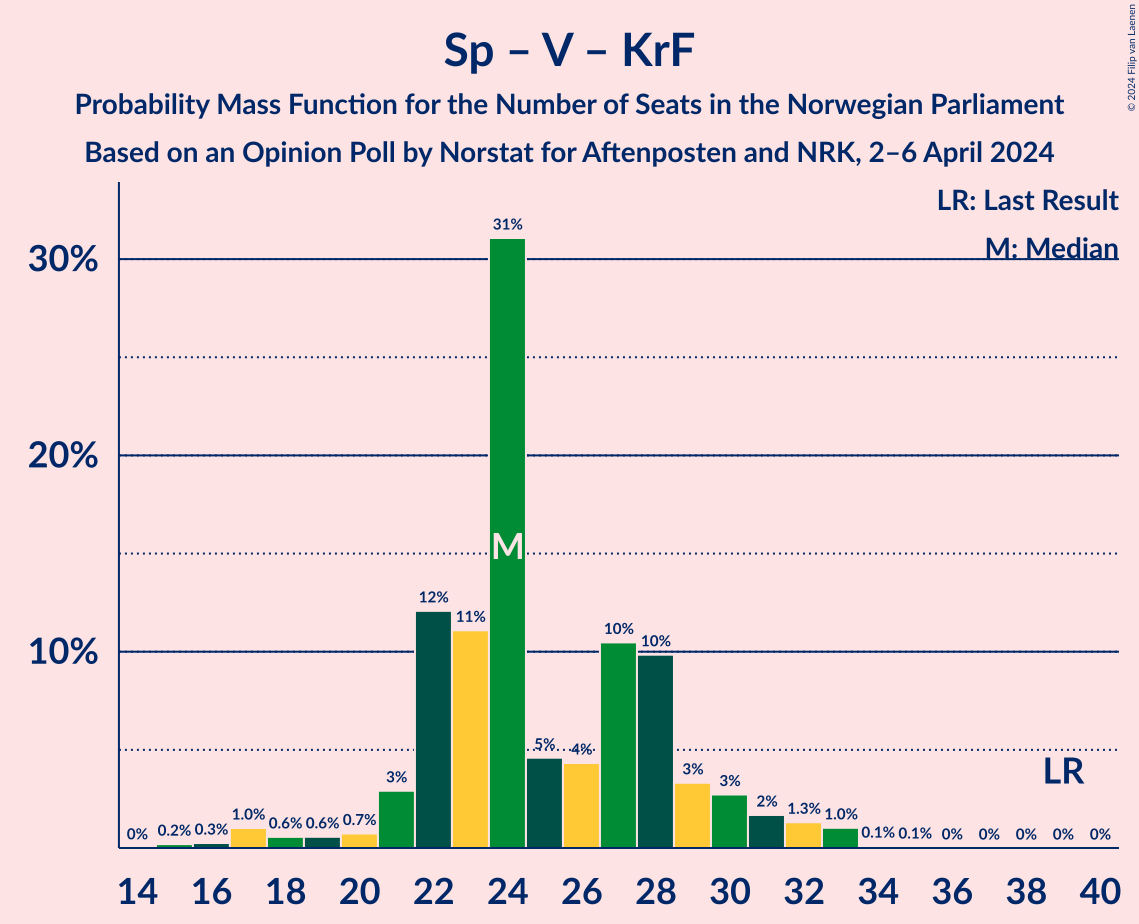 Sp – V – KrF
Probability Mass Function for the Number of Seats in the Norwegian Parliament
Based on an Opinion Poll by Norstat for Aftenposten and NRK, 2–6 April 2024
© 2024 Filip van Laenen
LR: Last Result
M: Median
30%
20%
10%
0% 0.2% 0.3% 1.0% 0.6% 0.6% 0.7% 3% 12% 11% 31% 5% 4% 10% 10% 3% 3% 2% 1.3% 1.0% 0.1% 0.1% 0% 0% 0% 0% 0%
M
LR
14 16 18 20 22 24 26 28 30 32 34 36 38 40